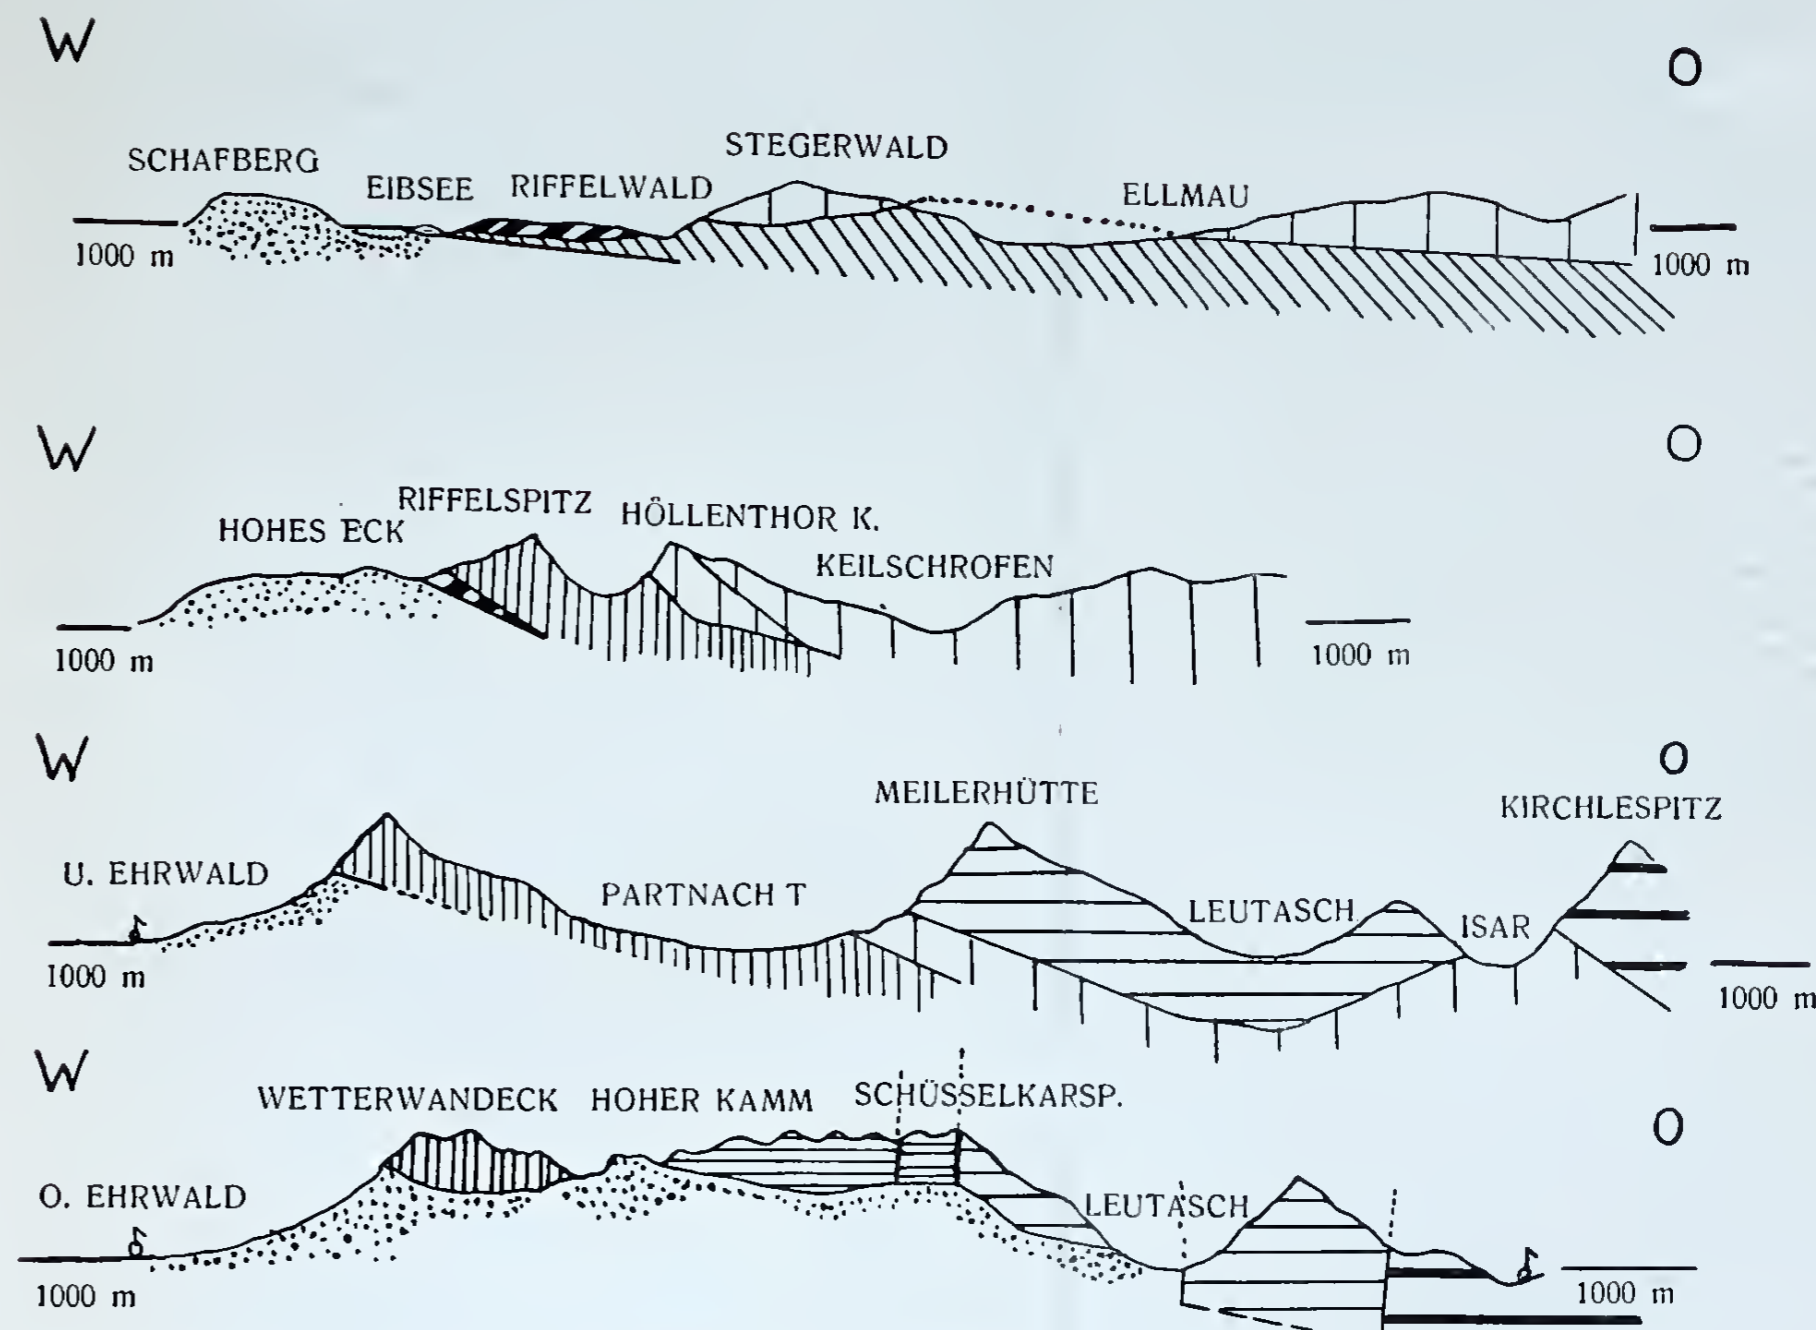 W O
STEGERWALD
SCHAFBERG
EIBSEE RIFFELWALD ELLMAU
1000 m 1000 m
W O
RIFFELSPITZ HÖLLENTHOR K.
HOHES ECK
KEILSCHROFEN
1000 m 1000 m
W O
MEILERHÜTTE KIRCHLESPITZ
U. EHRWALD PARTNACH T LEUTASCH ISAR
1000 m 1000 m
W O
WETTERWANDECK HOHER KAMM SCHÜSSELKARSP.
O. EHRWALD LEUTASCH
1000 m 1000 m